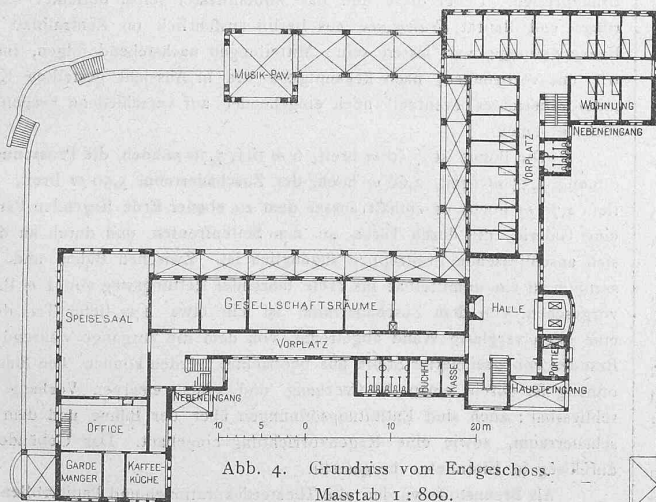 MUSIK-PAV.
WOHNUNG
NEBENEINGANG
VORPLATZ
GESELLSCHAFTSRÄUME
HALLE
SPEISESAAL
VORPLATZ
PORTIER
BUCHH.
KASSE
HAUPTEINGANG
NEBENEINGANG
OFFICE
10 5 0 10 20 m
GARDE MANGER
KAFFEE-KÜCHE
Abb. 4. Grundriss vom Erdgeschoss.
Masstab 1 : 800.